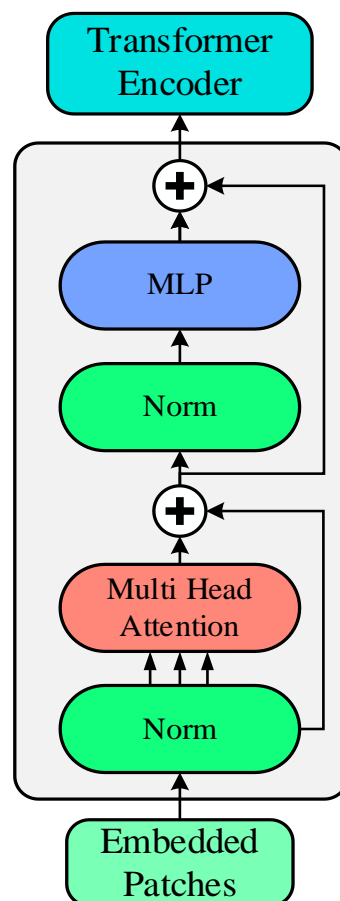 Transformer
Encoder
MLP
Norm
Multi Head
Attention
Norm
Embedded
Patches